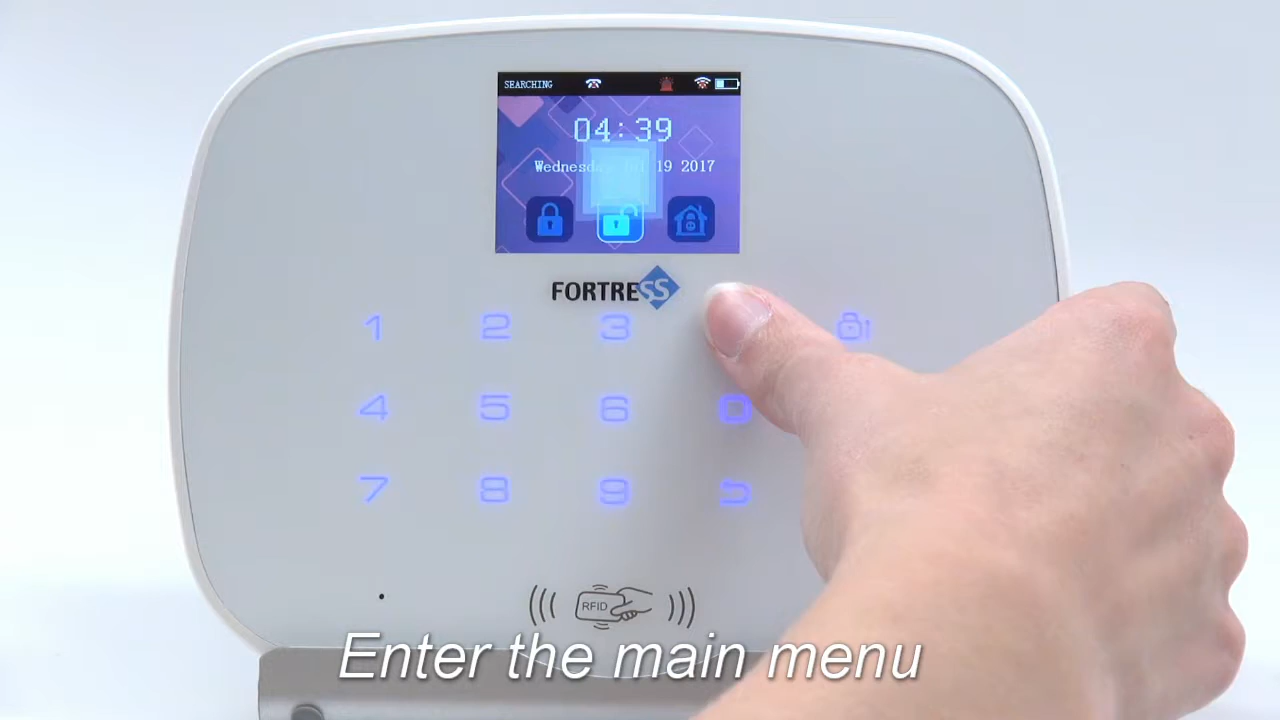 SEARCHING
04:39
Wednesday Jul 19 2017
FORTRESS
1 2 3
4 5 6 0
7 8 9
RFID
Enter the main menu